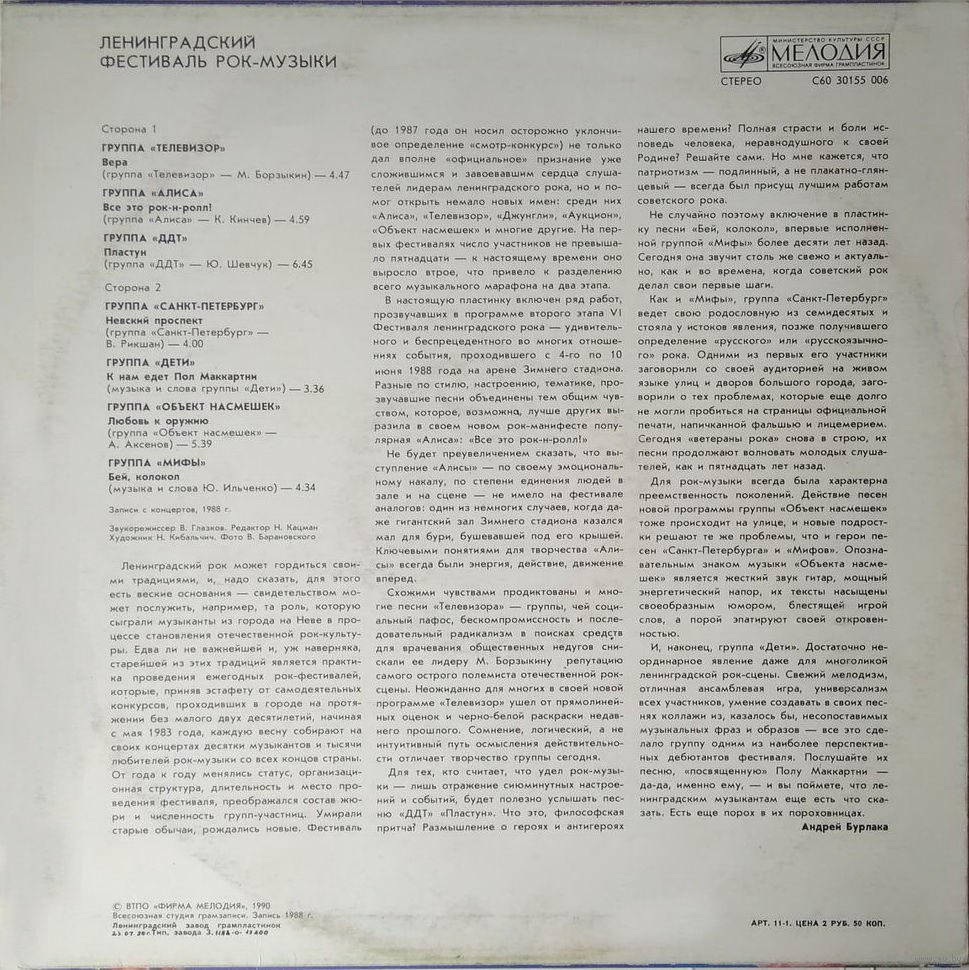 ЛЕНИНГРАДСКИЙ
ФЕСТИВАЛЬ РОК-МУЗЫКИ
МИНИСТЕРСТВО КУЛЬТУРЫ СССР
МЕЛОДИЯ
ВСЕСОЮЗНАЯ ФИРМА ГРАМПЛАСТИНОК
СТЕРЕО С60 30155 006
Сторона 1
ГРУППА «ТЕЛЕВИЗОР»
Вера
(группа «Телевизор» — М. Борзыкин) — 4.47
ГРУППА «АЛИСА»
Все это рок-н-ролл!
(группа «Алиса» — К. Кинчев) — 4.59
ГРУППА «ДДТ»
Пластун
(группа «ДДТ» — Ю. Шевчук) — 6.45
Сторона 2
ГРУППА «САНКТ-ПЕТЕРБУРГ»
Невский проспект
(группа «Санкт-Петербург» —
В. Рикшан) — 4.00
ГРУППА «ДЕТИ»
К нам едет Пол Маккартни
(музыка и слова группы «Дети») — 3.36
ГРУППА «ОБЪЕКТ НАСМЕШЕК»
Любовь к оружию
(группа «Объект насмешек» —
А. Аксенов) — 5.39
ГРУППА «МИФЫ»
Бей, колокол
(музыка и слова Ю. Ильченко) — 4.34
Записи с концертов, 1988 г.
Звукорежиссер В. Глазков. Редактор Н. Кацман
Художник Н. Кибальчич. Фото В. Барановского
Ленинградский рок может гордиться свои-
ми традициями, и, надо сказать, для этого
есть веские основания — свидетельством мо-
жет послужить, например, та роль, которую
сыграли музыканты из города на Неве в про-
цессе становления отечественной рок-культу-
ры. Едва ли не важнейшей и, уж наверняка,
старейшей из этих традиций является практи-
ка проведения ежегодных рок-фестивалей,
которые, приняв эстафету от самодеятельных
конкурсов, проходивших в городе на протя-
жении без малого двух десятилетий, начиная
с мая 1983 года, каждую весну собирают на
своих концертах десятки музыкантов и тысячи
любителей рок-музыки со всех концов страны.
От года к году менялись статус, организаци-
онная структура, длительность и место про-
ведения фестиваля, преображался состав жю-
ри и численность групп-участниц. Умирали
старые обычаи, рождались новые. Фестиваль
(до 1987 года он носил осторожно уклончи-
вое определение «смотр-конкурс») не только
дал вполне «официальное» признание уже
сложившимся и завоевавшим сердца слуша-
телей лидерам ленинградского рока, но и по-
мог открыть немало новых имен: среди них
«Алиса», «Телевизор», «Джунгли», «Аукцион»,
«Объект насмешек» и многие другие. На пер-
вых фестивалях число участников не превыша-
ло пятнадцати — к настоящему времени оно
выросло втрое, что привело к разделению
всего музыкального марафона на два этапа.
В настоящую пластинку включен ряд работ,
прозвучавших в программе второго этапа VI
Фестиваля ленинградского рока — удивитель-
ного и беспрецедентного во многих отноше-
ниях события, проходившего с 4-го по 10
июня 1988 года на арене Зимнего стадиона.
Разные по стилю, настроению, тематике, про-
звучавшие песни объединены тем общим чув-
ством, которое, возможно, лучше других вы-
разила в своем новом рок-манифесте попу-
лярная «Алиса»: «Все это рок-н-ролл!»
Не будет преувеличением сказать, что вы-
ступление «Алисы» — по своему эмоциональ-
ному накалу, по степени единения людей в
зале и на сцене — не имело на фестивале
аналогов: один из немногих случаев, когда да-
же гигантский зал Зимнего стадиона казался
мал для бури, бушевавшей под его крышей.
Ключевыми понятиями для творчества «Али-
сы» всегда были энергия, действие, движение
вперед.
Схожими чувствами продиктованы и мно-
гие песни «Телевизора» — группы, чей соци-
альный пафос, бескомпромиссность и после-
довательный радикализм в поисках средств
для врачевания общественных недугов сни-
скали ее лидеру М. Борзыкину репутацию
самого острого полемиста отечественной рок-
сцены. Неожиданно для многих в своей новой
программе «Телевизор» ушел от прямолиней-
ных оценок и черно-белой раскраски недав-
него прошлого. Сомнение, логический, а не
интуитивный путь осмысления действительно-
сти отличает творчество группы сегодня.
Для тех, кто считает, что удел рок-музы-
ки — лишь отражение сиюминутных настрое-
ний и событий, будет полезно услышать пес-
ню «ДДТ» «Пластун». Что это, философская
притча? Размышление о героях и антигероях
нашего времени? Полная страсти и боли ис-
поведь человека, неравнодушного к своей
Родине? Решайте сами. Но мне кажется, что
патриотизм — подлинный, а не плакатно-глян-
цевый — всегда был присущ лучшим работам
советского рока.
Не случайно поэтому включение в пластин-
ку песни «Бей, колокол», впервые исполнен-
ной группой «Мифы» более десяти лет назад.
Сегодня она звучит столь же свежо и актуаль-
но, как и во времена, когда советский рок
делал свои первые шаги.
Как и «Мифы», группа «Санкт-Петербург»
ведет свою родословную из семидесятых и
стояла у истоков явления, позже получившего
определение «русского» или «русскоязычно-
го» рока. Одними из первых его участники
заговорили со своей аудиторией на живом
языке улиц и дворов большого города, заго-
ворили о тех проблемах, которые еще долго
не могли пробиться на страницы официальной
печати, напичканной фальшью и лицемерием.
Сегодня «ветераны рока» снова в строю, их
песни продолжают волновать молодых слуша-
телей, как и пятнадцать лет назад.
Для рок-музыки всегда была характерна
преемственность поколений. Действие песен
новой программы группы «Объект насмешек»
тоже происходит на улице, и новые подрост-
ки решают те же проблемы, что и герои пе-
сен «Санкт-Петербурга» и «Мифов». Опозна-
вательным знаком музыки «Объекта насме-
шек» является жесткий звук гитар, мощный
энергетический напор, их тексты насыщены
своеобразным юмором, блестящей игрой
слов, а порой эпатируют своей откровен-
ностью.
И, наконец, группа «Дети». Достаточно не-
ординарное явление даже для многоликой
ленинградской рок-сцены. Свежий мелодизм,
отличная ансамблевая игра, универсализм
всех участников, умение создавать в своих пес-
нях коллажи из, казалось бы, несопоставимых
музыкальных фраз и образов — все это сде-
лало группу одним из наиболее перспектив-
ных дебютантов фестиваля. Послушайте их
песню, «посвященную» Полу Маккартни —
да-да, именно ему, — и вы поймете, что ле-
нинградским музыкантам еще есть что ска-
зать. Есть еще порох в их пороховницах.
Андрей Бурлака
© ВТПО «ФИРМА МЕЛОДИЯ», 1990
Всесоюзная студия грамзаписи. Запись 1988 г.
Ленинградский завод грампластинок
Тип. завода З.
АРТ. 11-1. ЦЕНА 2 РУБ. 50 КОП.